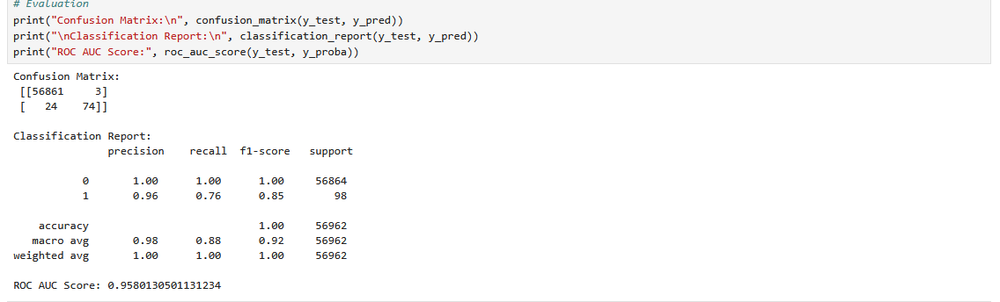 # Evaluation
print("Confusion Matrix:\n", confusion_matrix(y_test, y_pred))
print("\nClassification Report:\n", classification_report(y_test, y_pred))
print("ROC AUC Score:", roc_auc_score(y_test, y_proba))
Confusion Matrix:
 [[56861     3]
 [   24    74]]
Classification Report:
               precision    recall  f1-score   support
           0       1.00      1.00      1.00     56864
           1       0.96      0.76      0.85        98
    accuracy                           1.00     56962
   macro avg       0.98      0.88      0.92     56962
weighted avg       1.00      1.00      1.00     56962
ROC AUC Score: 0.9580130501131234